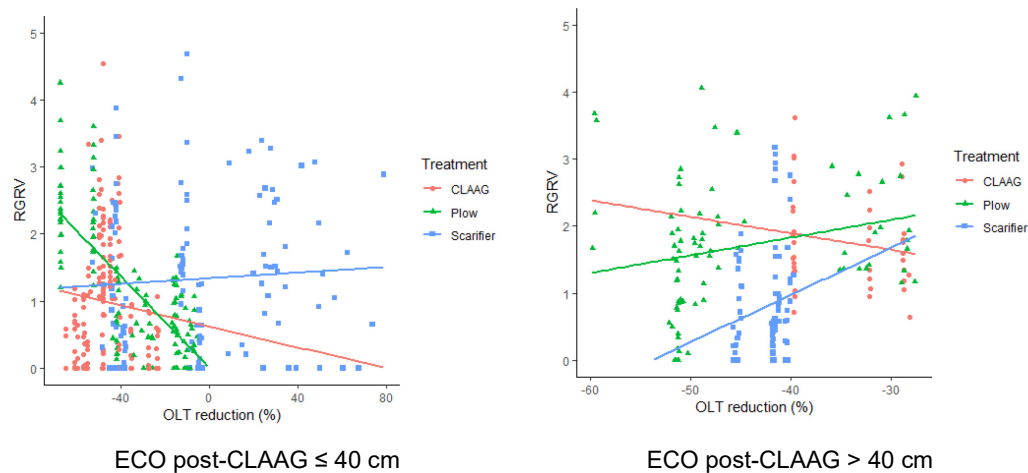 5
4
3
2
1
0
RGRV
-40
0
40
80
OLT reduction (%)
Treatment
CLAAG
Plow
Scarifier
ECO post-CLAAG ≤ 40 cm
5
4
3
2
1
0
RGRV
-60
-50
-40
-30
OLT reduction (%)
Treatment
CLAAG
Plow
Scarifier
ECO post-CLAAG > 40 cm